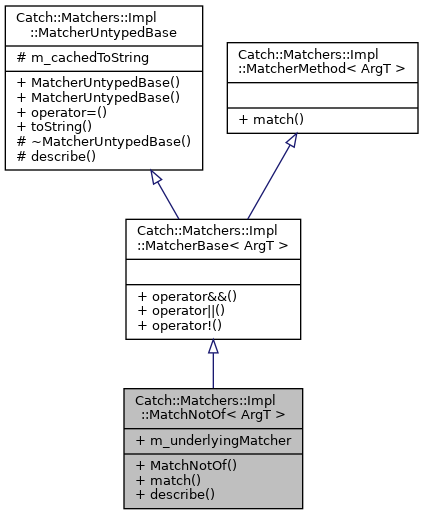 Catch::Matchers::Impl
::MatcherUntypedBase
# m_cachedToString
+ MatcherUntypedBase()
+ MatcherUntypedBase()
+ operator=()
+ toString()
# ~MatcherUntypedBase()
# describe()
Catch::Matchers::Impl
::MatcherMethod< ArgT >
+ match()
Catch::Matchers::Impl
::MatcherBase< ArgT >
+ operator&&()
+ operator||()
+ operator!()
Catch::Matchers::Impl
::MatchNotOf< ArgT >
+ m_underlyingMatcher
+ MatchNotOf()
+ match()
+ describe()